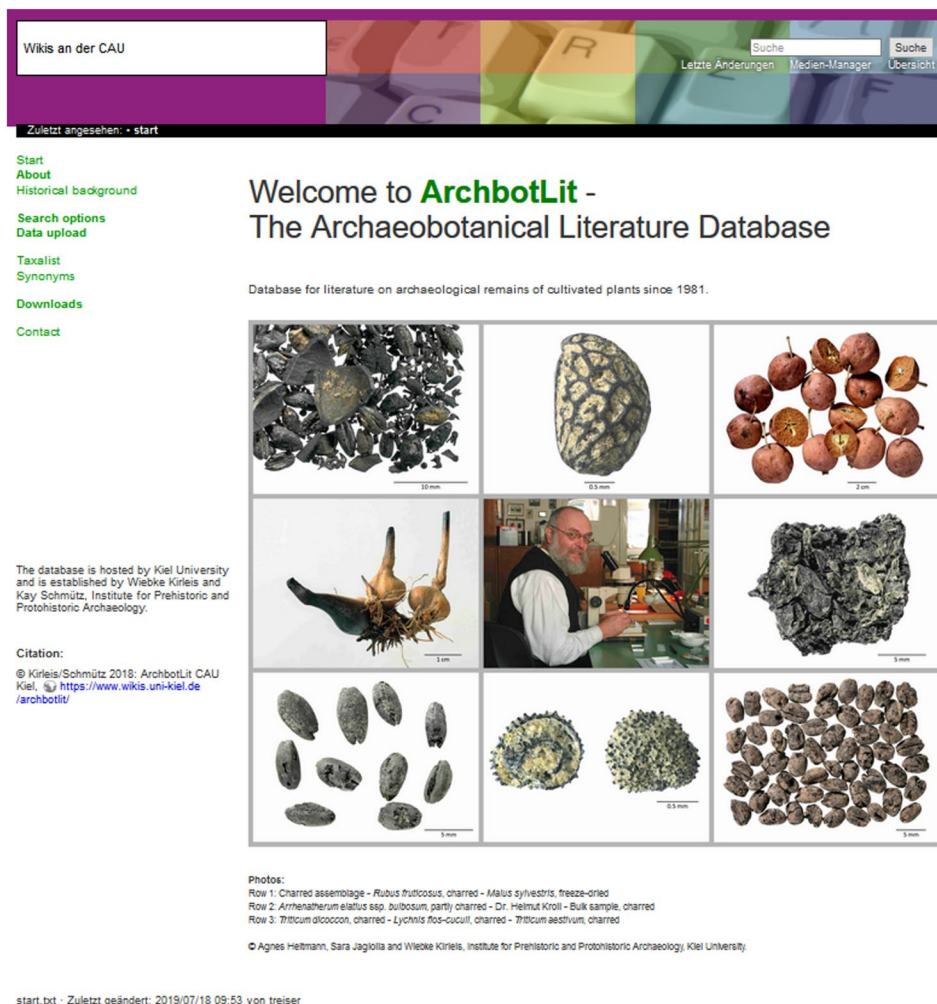 Wikis an der CAU
Suche Suche
Letzte Änderungen Medien-Manager Übersicht
Zuletzt angesehen: • start
Start
About
Historical background
Search options
Data upload
Taxalist
Synonyms
Downloads
Contact
The database is hosted by Kiel University
and is established by Wiebke Kirleis and
Kay Schmütz, Institute for Prehistoric and
Protohistoric Archaeology.
Citation:
© Kirleis/Schmütz 2018: ArchbotLit CAU
Kiel, https://www.wikis.uni-kiel.de
/archbotlit/
Welcome to ArchbotLit -
The Archaeobotanical Literature Database
Database for literature on archaeological remains of cultivated plants since 1981.
10 mm
0.5 mm
2 cm
1 cm
5 mm
5 mm
0.5 mm
5 mm
Photos:
Row 1: Charred assemblage - Rubus fruticosus, charred - Malus sylvestris, freeze-dried
Row 2: Arrhenatherum elatius ssp. bulbosum, partly charred - Dr. Helmut Kroll - Bulk sample, charred
Row 3: Triticum dicoccon, charred - Lychnis flos-cuculi, charred - Triticum aestivum, charred
© Agnes Heitmann, Sara Jagiolla and Wiebke Kirleis, Institute for Prehistoric and Protohistoric Archaeology, Kiel University.
start.txt · Zuletzt geändert: 2019/07/18 09:53 von treiser